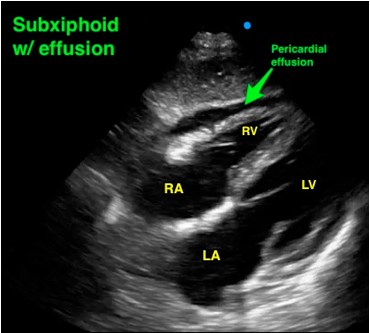 Subxiphoid
w/ effusion
Pericardial
effusion
RV
RA
LV
LA